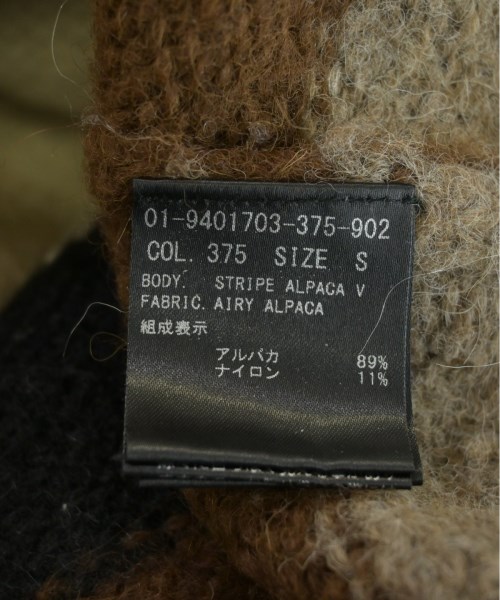 01-9401703-375-902
COL. 375 SIZE S
BODY. STRIPE ALPACA V
FABRIC. AIRY ALPACA
組成表示
アルパカ 89%
ナイロン 11%